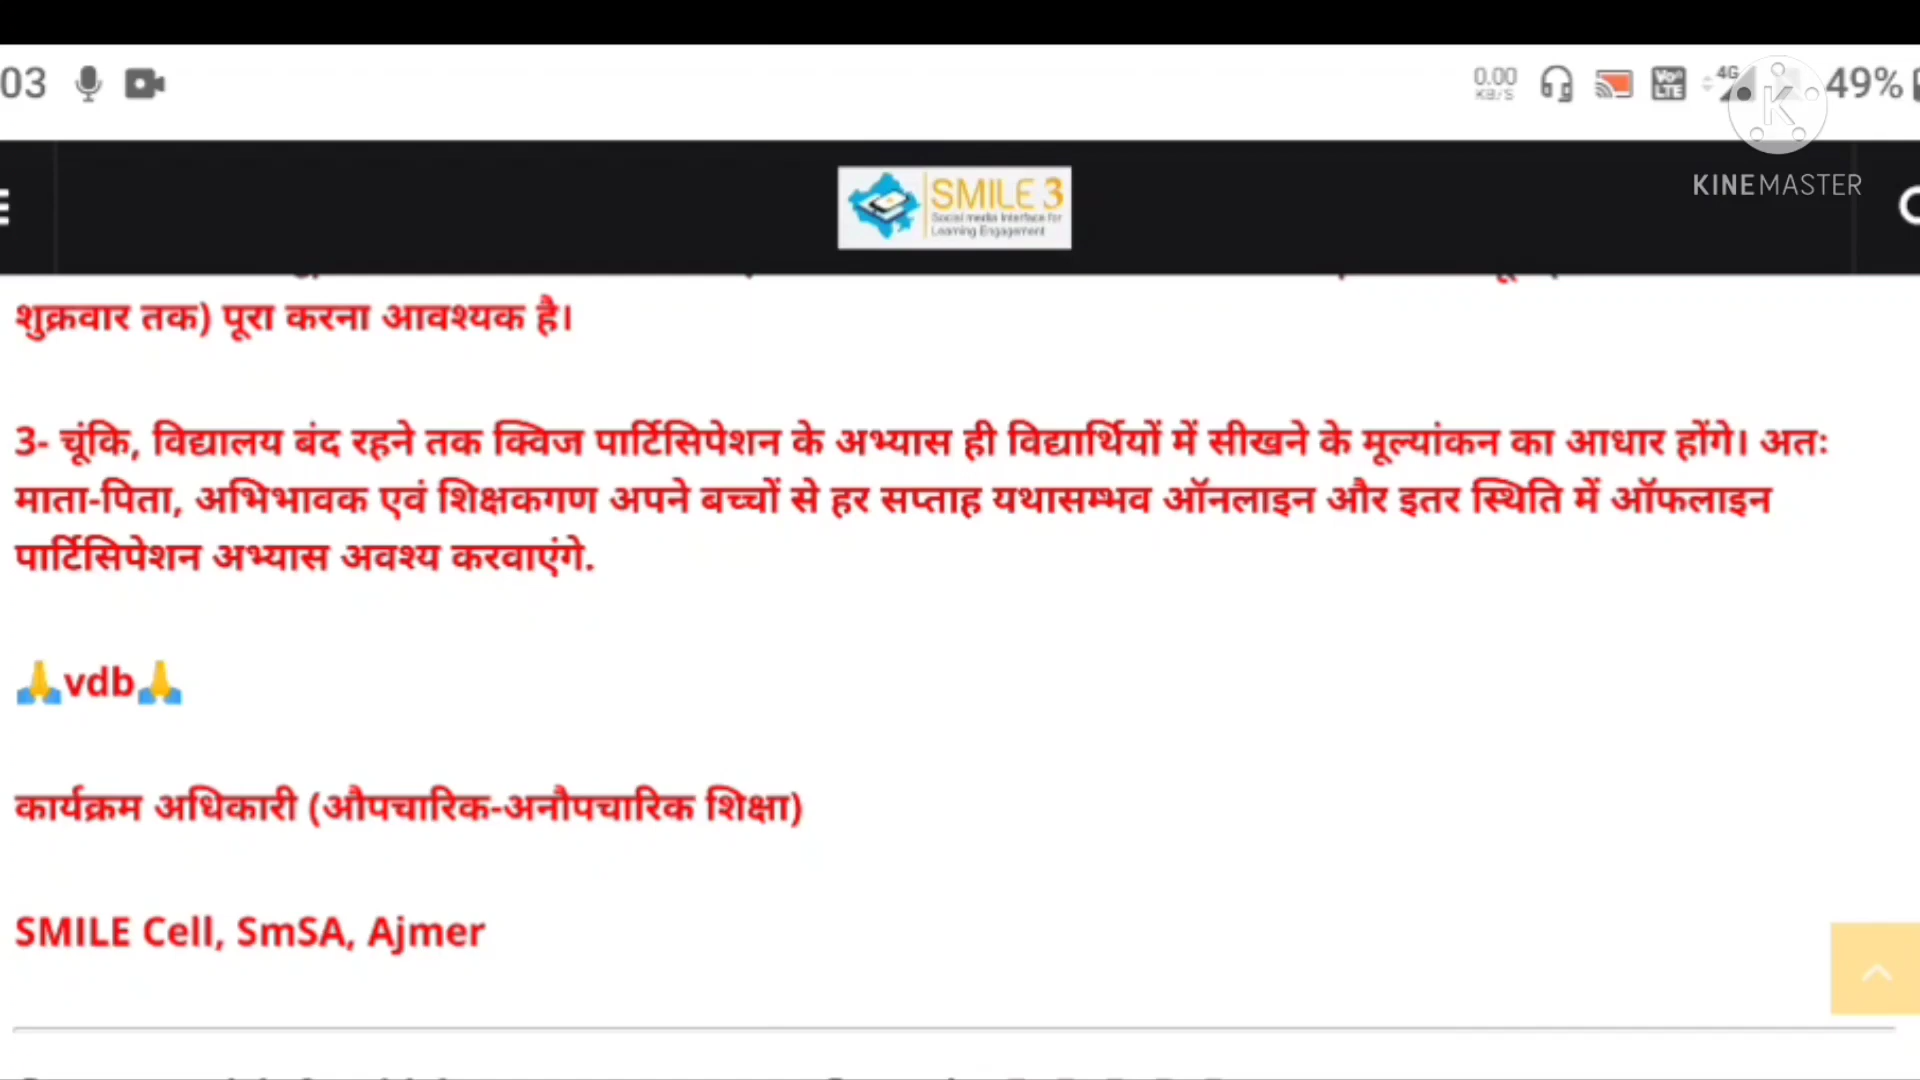 03
0.00
KB/S
Vo)
LTE
4G
49%
KINEMASTER
SMILE 3
Social media Interface for
Learning Engagement
शुक्रवार तक) पूरा करना आवश्यक है।
3- चूंकि, विद्यालय बंद रहने तक क्विज पार्टिसिपेशन के अभ्यास ही विद्यार्थियों में सीखने के मूल्यांकन का आधार होंगे। अतः
माता-पिता, अभिभावक एवं शिक्षकगण अपने बच्चों से हर सप्ताह यथासम्भव ऑनलाइन और इतर स्थिति में ऑफलाइन
पार्टिसिपेशन अभ्यास अवश्य करवाएंगे.
🙏vdb🙏
कार्यक्रम अधिकारी (औपचारिक-अनौपचारिक शिक्षा)
SMILE Cell, SmSA, Ajmer